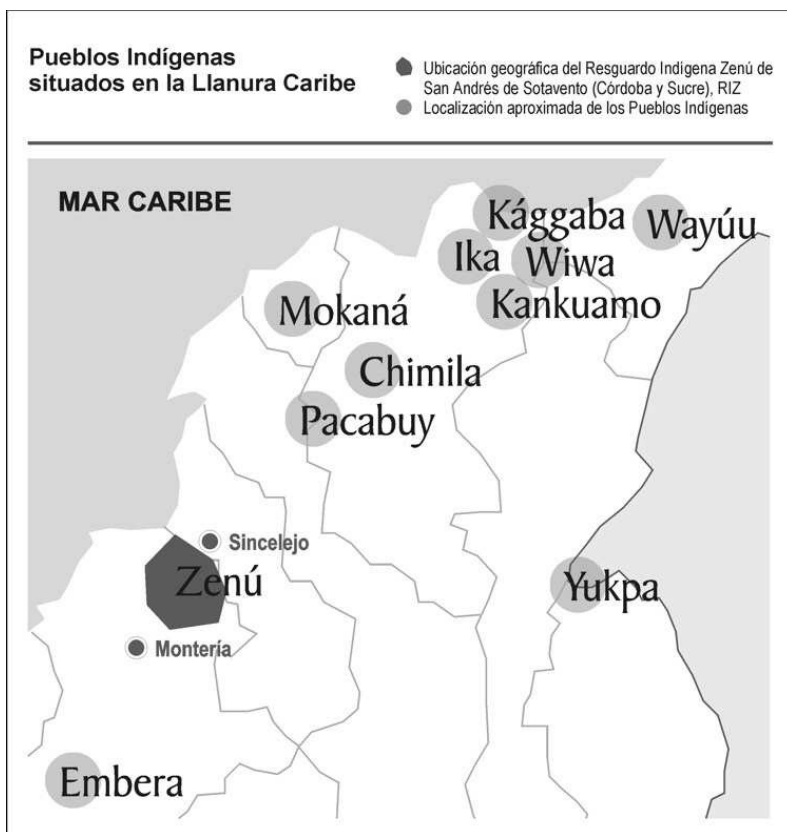 Pueblos Indígenas
situados en la Llanura Caribe
Ubicación geográfica del Resguardo Indígena Zenú de
San Andrés de Sotavento (Córdoba y Sucre), RIZ
Localización aproximada de los Pueblos Indígenas
MAR CARIBE
Kággaba
Wayúu
Ika
Wiwa
Kankuamo
Mokaná
Chimila
Pacabuy
Sincelejo
Zenú
Yukpa
Montería
Embera